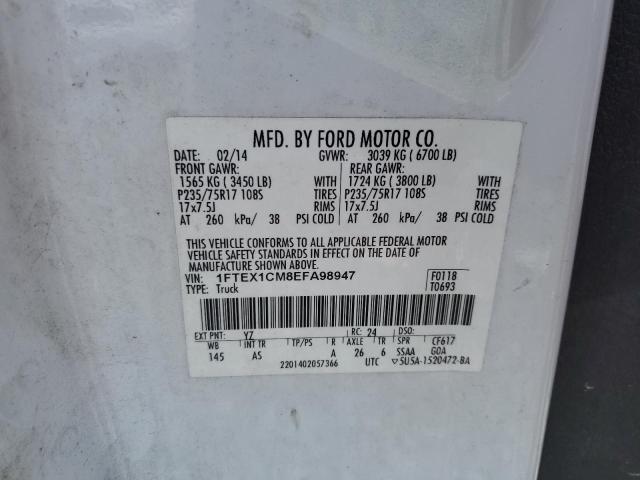 MFD. BY FORD MOTOR CO.
DATE: 02/14 GVWR: 3039 KG ( 6700 LB)
FRONT GAWR: REAR GAWR:
1565 KG ( 3450 LB) WITH 1724 KG ( 3800 LB) WITH
P235/75R17 108S TIRES P235/75R17 108S TIRES
17x7.5J RIMS 17x7.5J RIMS
AT 260 kPa/ 38 PSI COLD AT 260 kPa/ 38 PSI COLD
THIS VEHICLE CONFORMS TO ALL APPLICABLE FEDERAL MOTOR
VEHICLE SAFETY STANDARDS IN EFFECT ON THE DATE OF
MANUFACTURE SHOWN ABOVE.
VIN: 1FTEX1CM8EFA98947 F0118
TYPE: Truck T0693
EXT PNT: YZ RC: 24 DSO:
WB INT TR TP/PS R AXLE TR SPR CF617
145 AS A 26 6 SSAA GOA
2201402057366 UTC ▽5U5A-1520472-BA